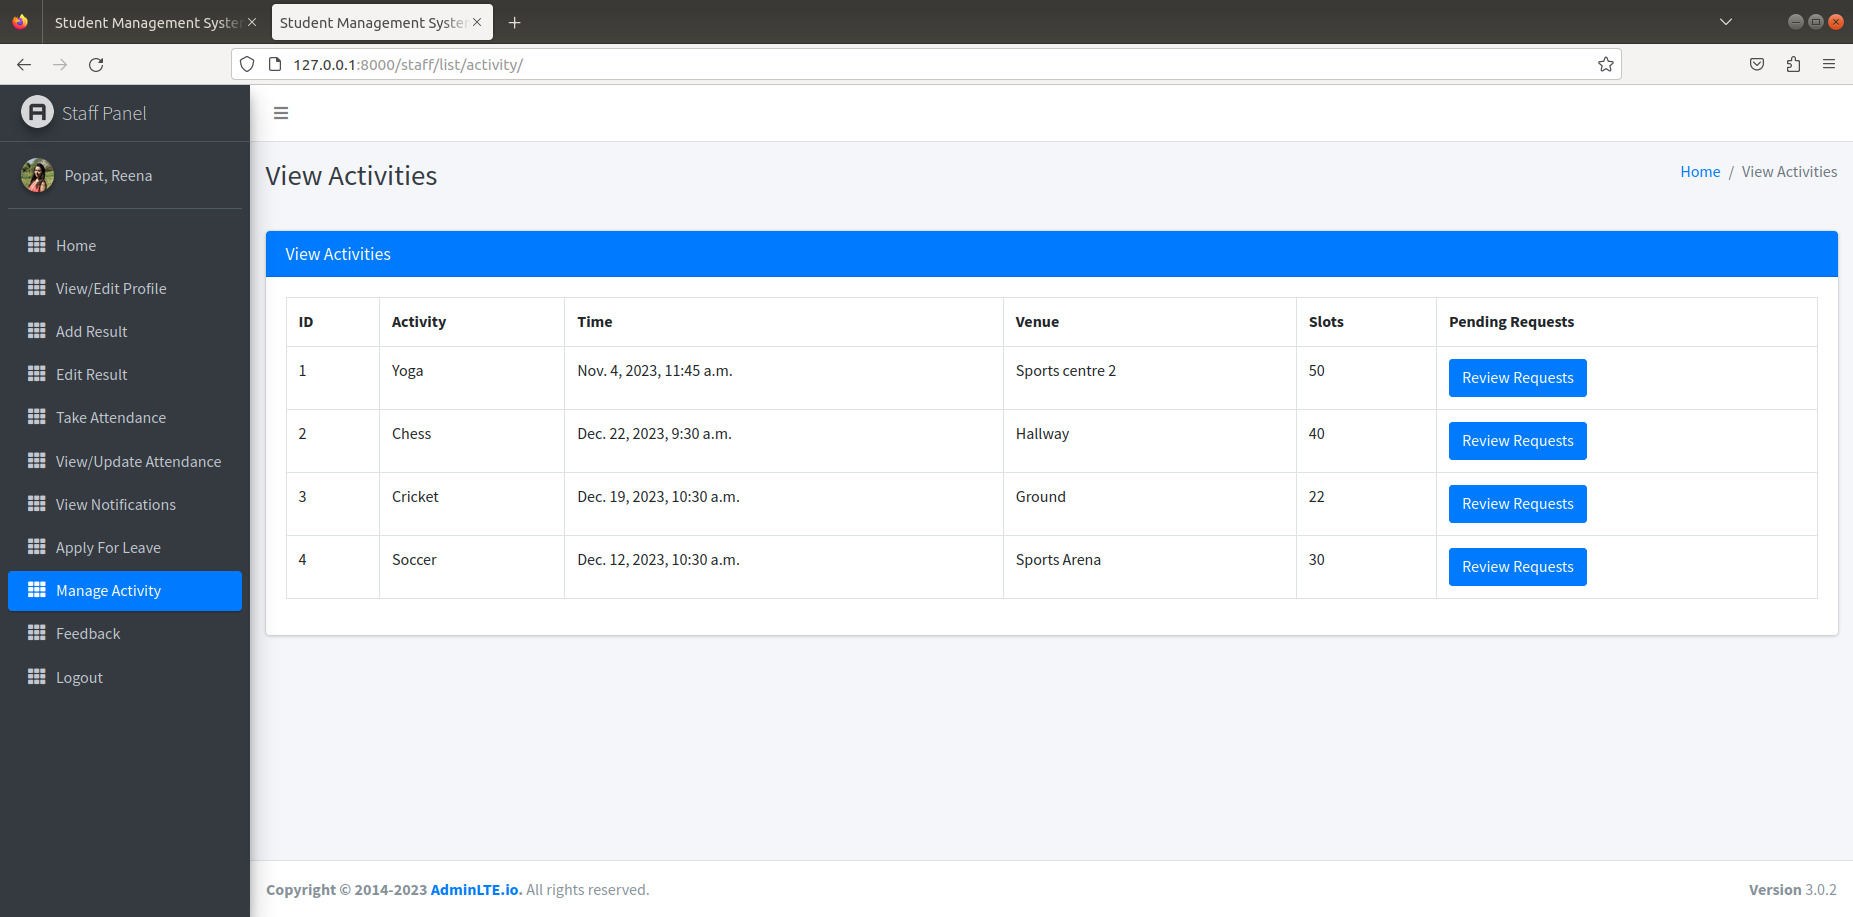 Student Management Syste
Student Management Syste
127.0.0.1:8000/staff/list/activity/
Staff Panel
Popat, Reena
Home
View/Edit Profile
Add Result
Edit Result
Take Attendance
View/Update Attendance
View Notifications
Apply For Leave
Manage Activity
Feedback
Logout
View Activities
Home / View Activities
View Activities
ID Activity Time Venue Slots Pending Requests
1 Yoga Nov. 4, 2023, 11:45 a.m. Sports centre 2 50 Review Requests
2 Chess Dec. 22, 2023, 9:30 a.m. Hallway 40 Review Requests
3 Cricket Dec. 19, 2023, 10:30 a.m. Ground 22 Review Requests
4 Soccer Dec. 12, 2023, 10:30 a.m. Sports Arena 30 Review Requests
Copyright © 2014-2023 AdminLTE.io. All rights reserved.
Version 3.0.2